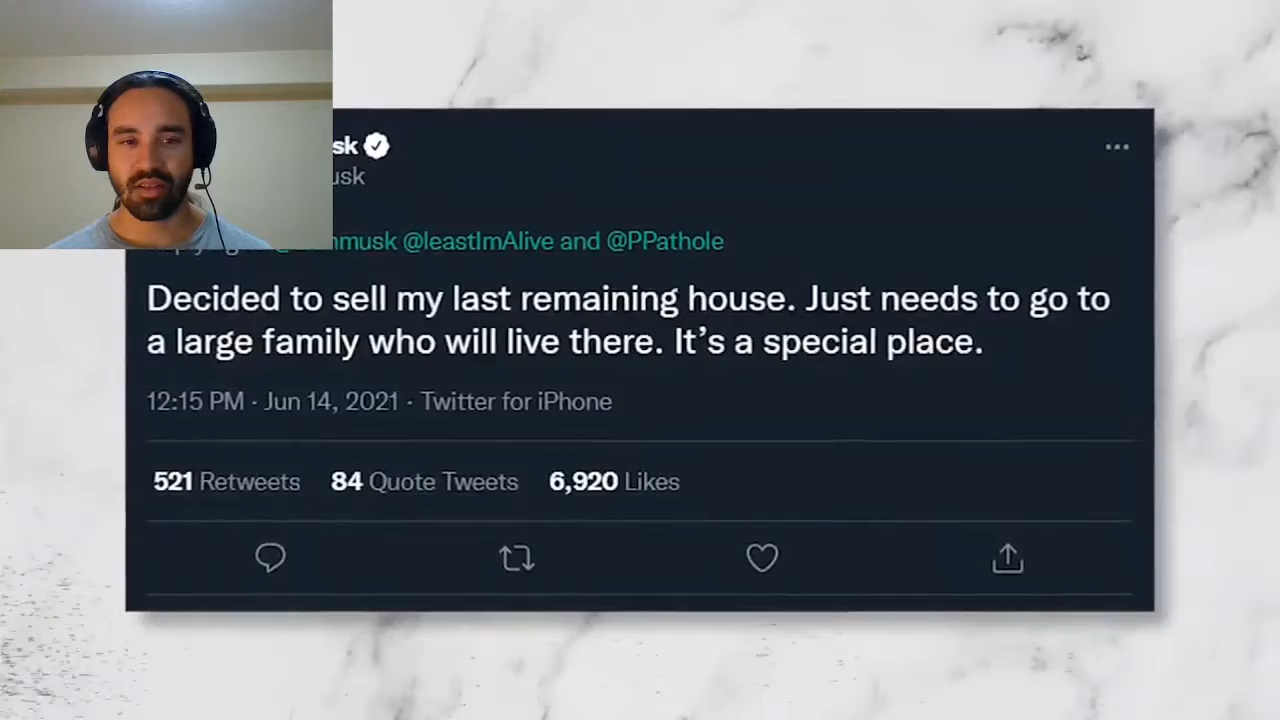 sk
usk
@leastImAlive and @PPathole
Decided to sell my last remaining house. Just needs to go to
a large family who will live there. It’s a special place.
12:15 PM · Jun 14, 2021 · Twitter for iPhone
521 Retweets 84 Quote Tweets 6,920 Likes